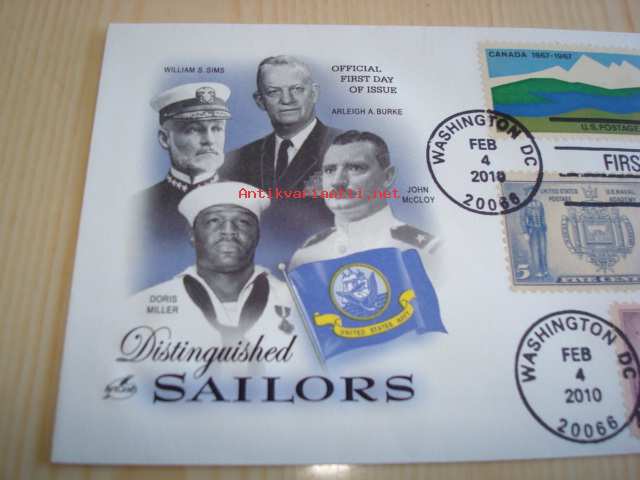 WILLIAM S. SIMS
OFFICIAL
FIRST DAY
OF ISSUE
ARLEIGH A. BURKE
JOHN
McCLOY
DORIS
MILLER
UNITED STATES NAVY
Distinguished
SAILORS
Antikvariaatti.net
CANADA 1867-1967
U.S. POSTAGE
WASHINGTON DC
FEB
4
2010
20066
FIRS
UNITED STATES
POSTAGE
U.S. NAVAL
ACADEMY
5
FIVE CENT
WASHINGTON DC
FEB
4
2010
20066